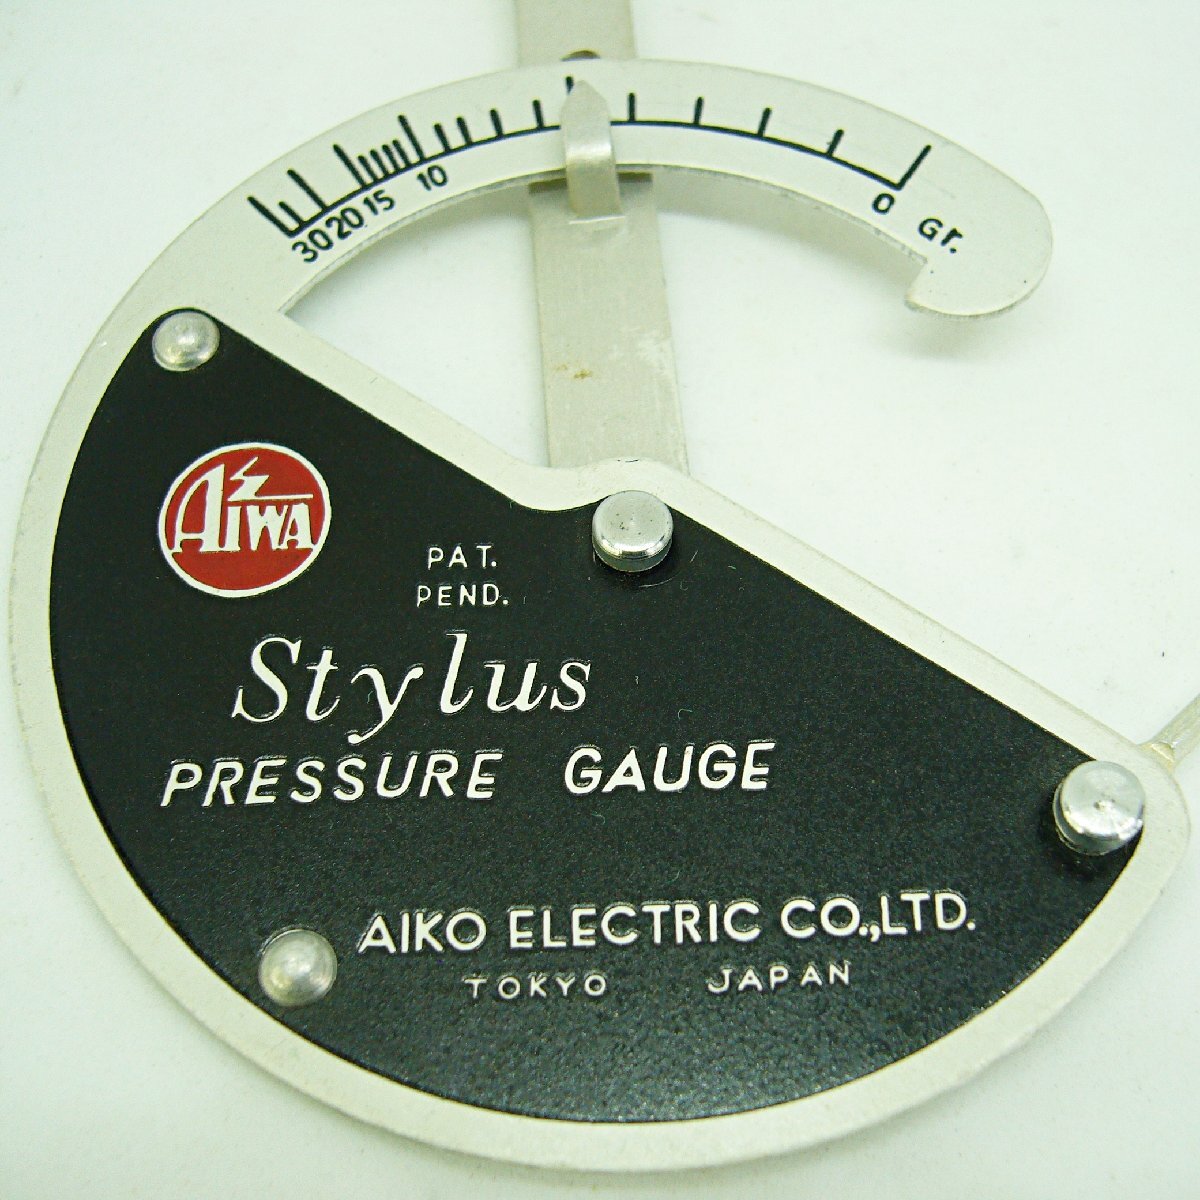 30 20 15 10 0 Gr.
AIWA
PAT.
PEND.
Stylus
PRESSURE GAUGE
AIKO ELECTRIC CO.,LTD.
TOKYO JAPAN